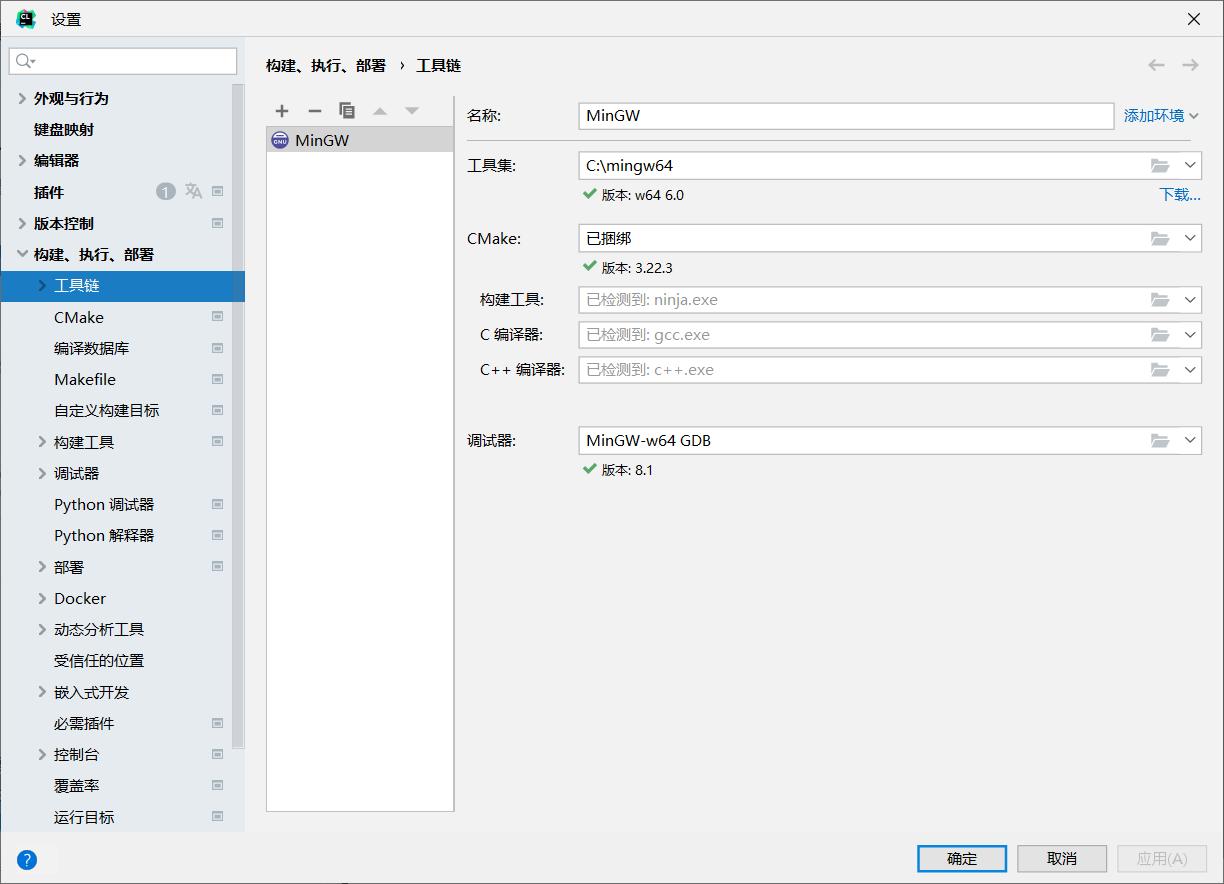 设置
外观与行为
键盘映射
编辑器
插件 1
版本控制
构建、执行、部署
工具链
CMake
编译数据库
Makefile
自定义构建目标
构建工具
调试器
Python 调试器
Python 解释器
部署
Docker
动态分析工具
受信任的位置
嵌入式开发
必需插件
控制台
覆盖率
运行目标
构建、执行、部署 › 工具链
MinGW
名称: MinGW 添加环境
工具集: C:\mingw64
版本: w64 6.0 下载...
CMake: 已捆绑
版本: 3.22.3
构建工具: 已检测到: ninja.exe
C 编译器: 已检测到: gcc.exe
C++ 编译器: 已检测到: c++.exe
调试器: MinGW-w64 GDB
版本: 8.1
? 确定 取消 应用(A)